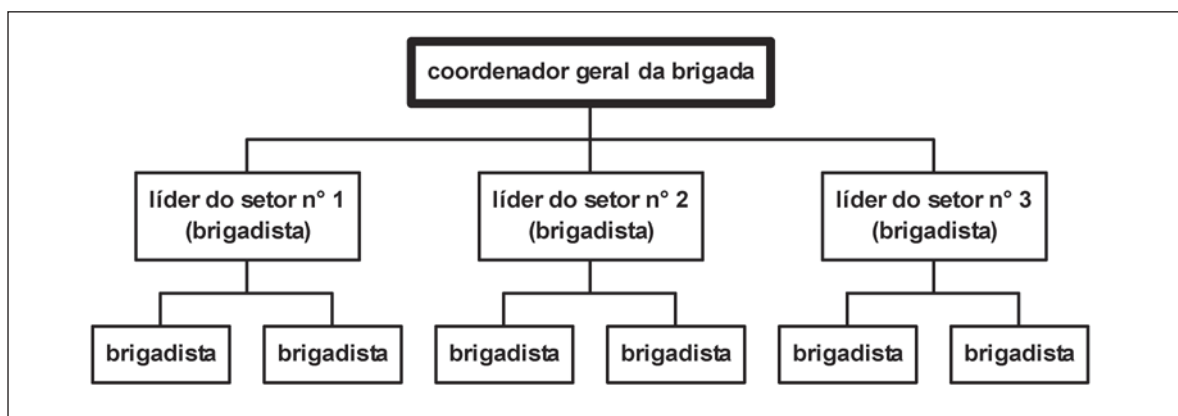 coordenador geral da brigada
líder do setor n° 1
(brigadista)
líder do setor n° 2
(brigadista)
líder do setor n° 3
(brigadista)
brigadista
brigadista
brigadista
brigadista
brigadista
brigadista